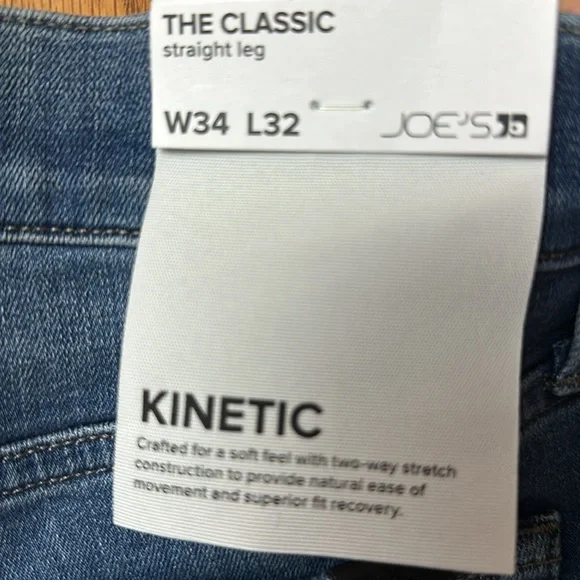 THE CLASSIC
straight leg
W34 L32 JOE'S
KINETIC
Crafted for a soft feel with two-way stretch
construction to provide natural ease of
movement and superior fit recovery.